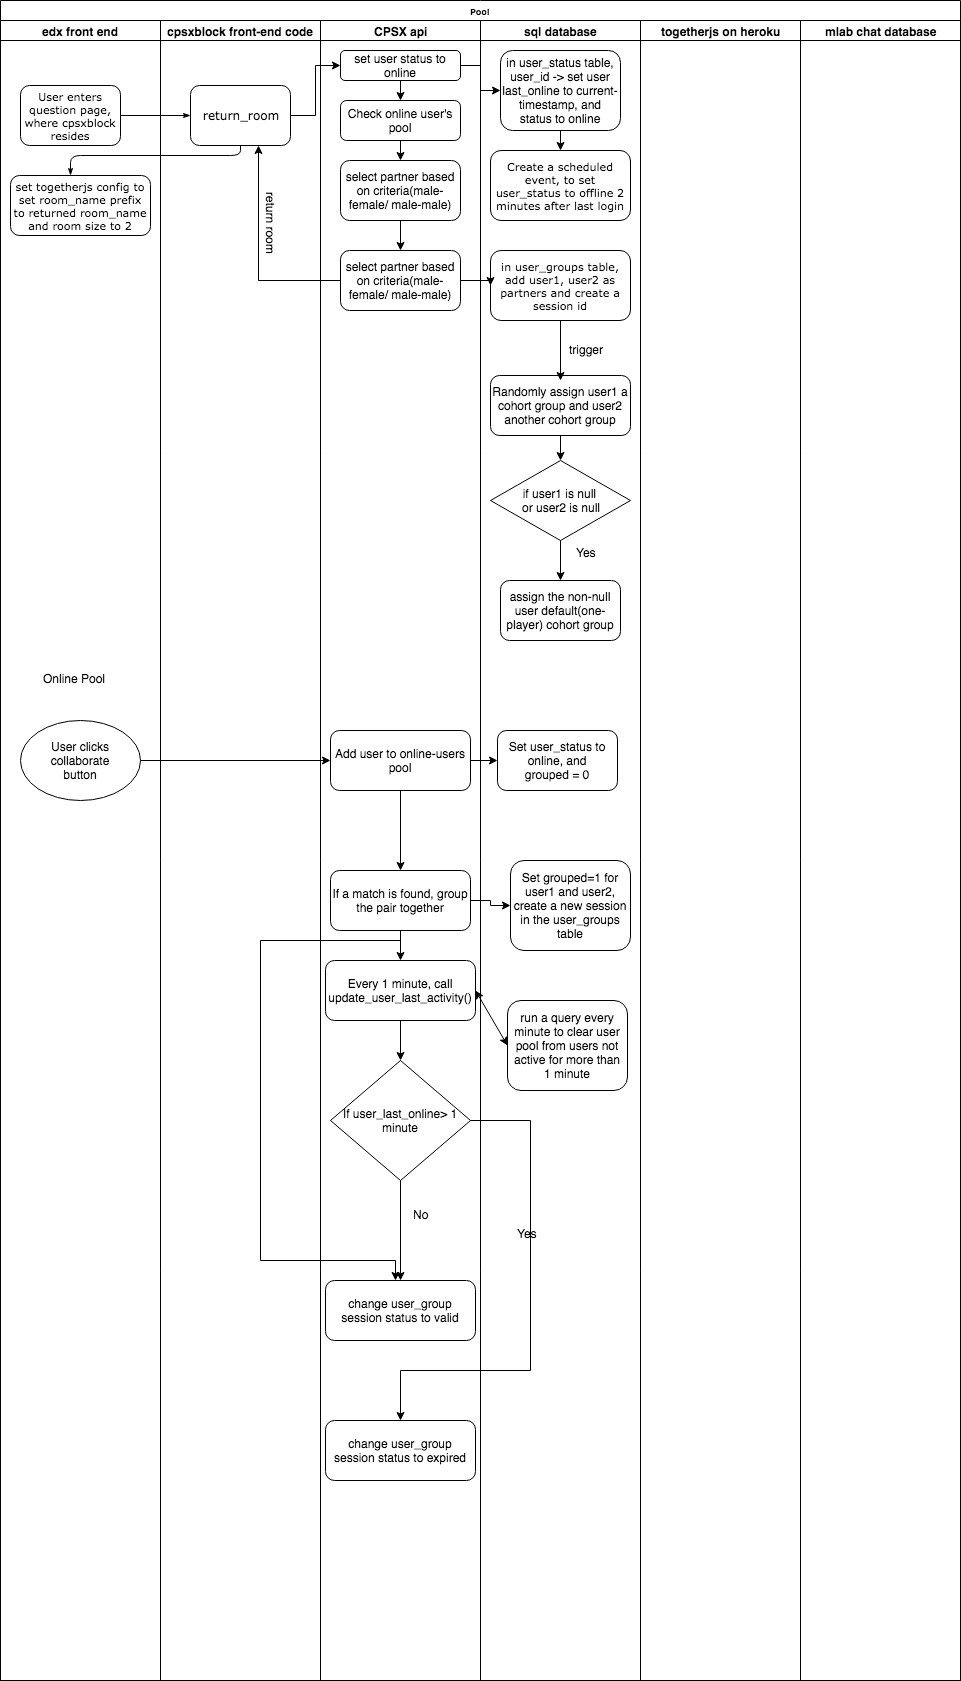 Pool
edx front end
cpsxblock front-end code
CPSX api
sql database
togetherjs on heroku
mlab chat database
User enters
question page,
where cpsxblock
resides
return_room
set user status to
online
in user_status table,
user_id -> set user
last_online to current-
timestamp, and
status to online
Check online user's
pool
set togetherjs config to
set room_name prefix
to returned room_name
and room size to 2
return room
select partner based
on criteria(male-
female/ male-male)
Create a scheduled
event, to set
user_status to offline 2
minutes after last login
select partner based
on criteria(male-
female/ male-male)
in user_groups table,
add user1, user2 as
partners and create a
session id
trigger
Randomly assign user1 a
cohort group and user2
another cohort group
if user1 is null
or user2 is null
Yes
assign the non-null
user default(one-
player) cohort group
Online Pool
User clicks
collaborate
button
Add user to online-users
pool
Set user_status to
online, and
grouped = 0
If a match is found, group
the pair together
Set grouped=1 for
user1 and user2,
create a new session
in the user_groups
table
Every 1 minute, call
update_user_last_activity()
run a query every
minute to clear user
pool from users not
active for more than
1 minute
If user_last_online> 1
minute
No
Yes
change user_group
session status to valid
change user_group
session status to expired